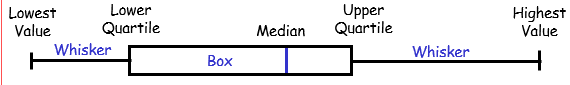 Lowest
Value
Lower
Quartile
Median
Upper
Quartile
Highest
Value
Whisker
Box
Whisker